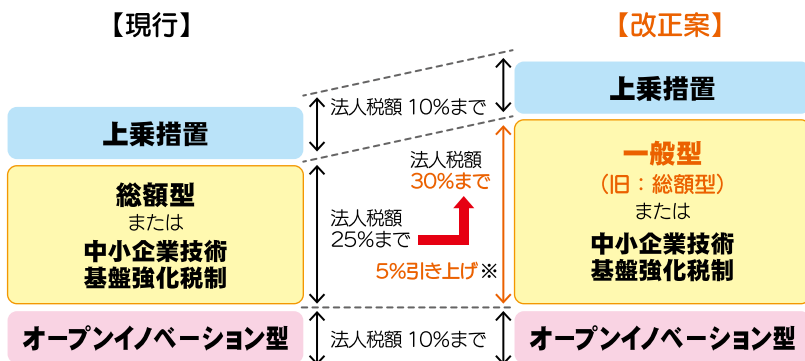 【現行】
【改正案】
上乗措置
法人税額 10%まで
上乗措置
総額型
または
中小企業技術
基盤強化税制
法人税額
25%まで
法人税額
30%まで
5%引き上げ※
一般型
（旧：総額型）
または
中小企業技術
基盤強化税制
オープンイノベーション型
法人税額 10%まで
オープンイノベーション型